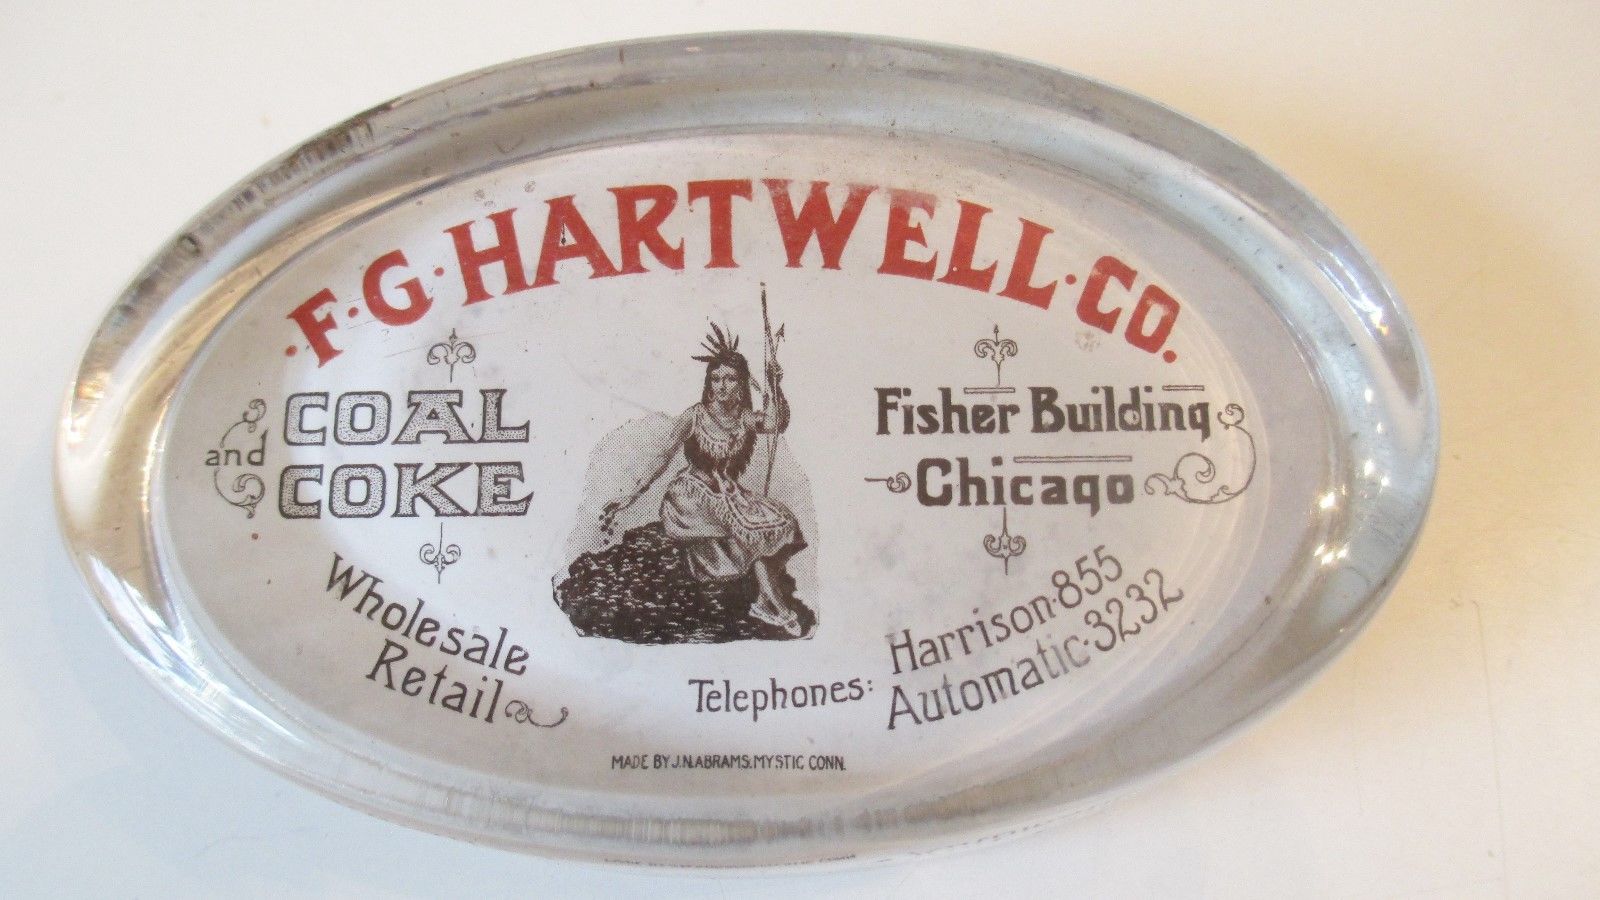 ·F·G·HARTWELL·CO.
COAL
and
COKE
Wholesale
Retail
Fisher Building
Chicago
Telephones:
Harrison·855
Automatic·3232
MADE BY J.N.ABRAMS.MYSTIC CONN.